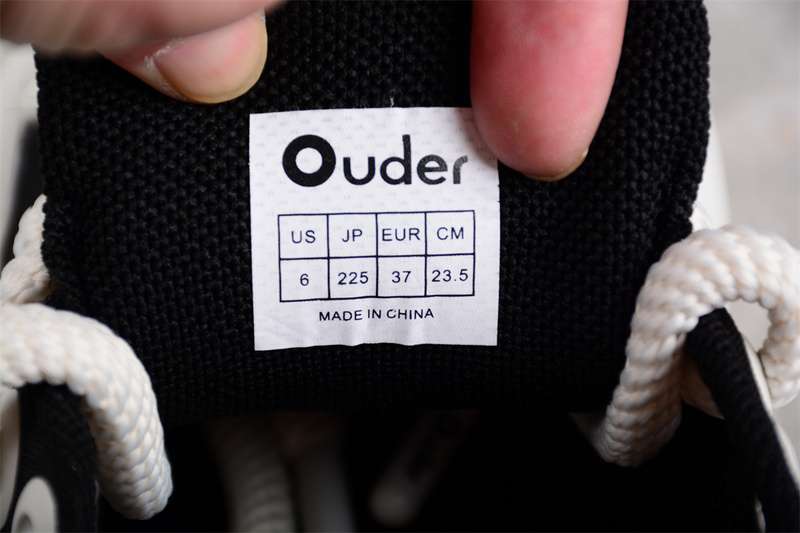 Ouder
US JP EUR CM
6 225 37 23.5
MADE IN CHINA